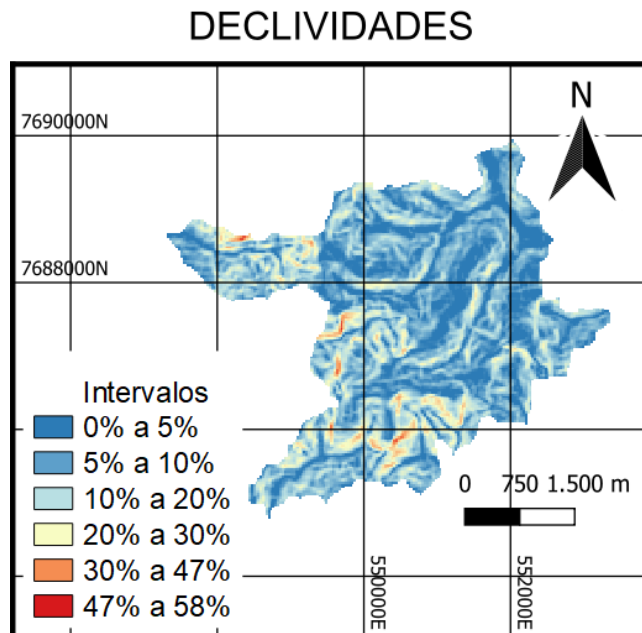 DECLIVIDADES
N
7690000N
7688000N
Intervalos
0% a 5%
5% a 10%
10% a 20%
20% a 30%
30% a 47%
47% a 58%
0 750 1.500 m
550000E
552000E